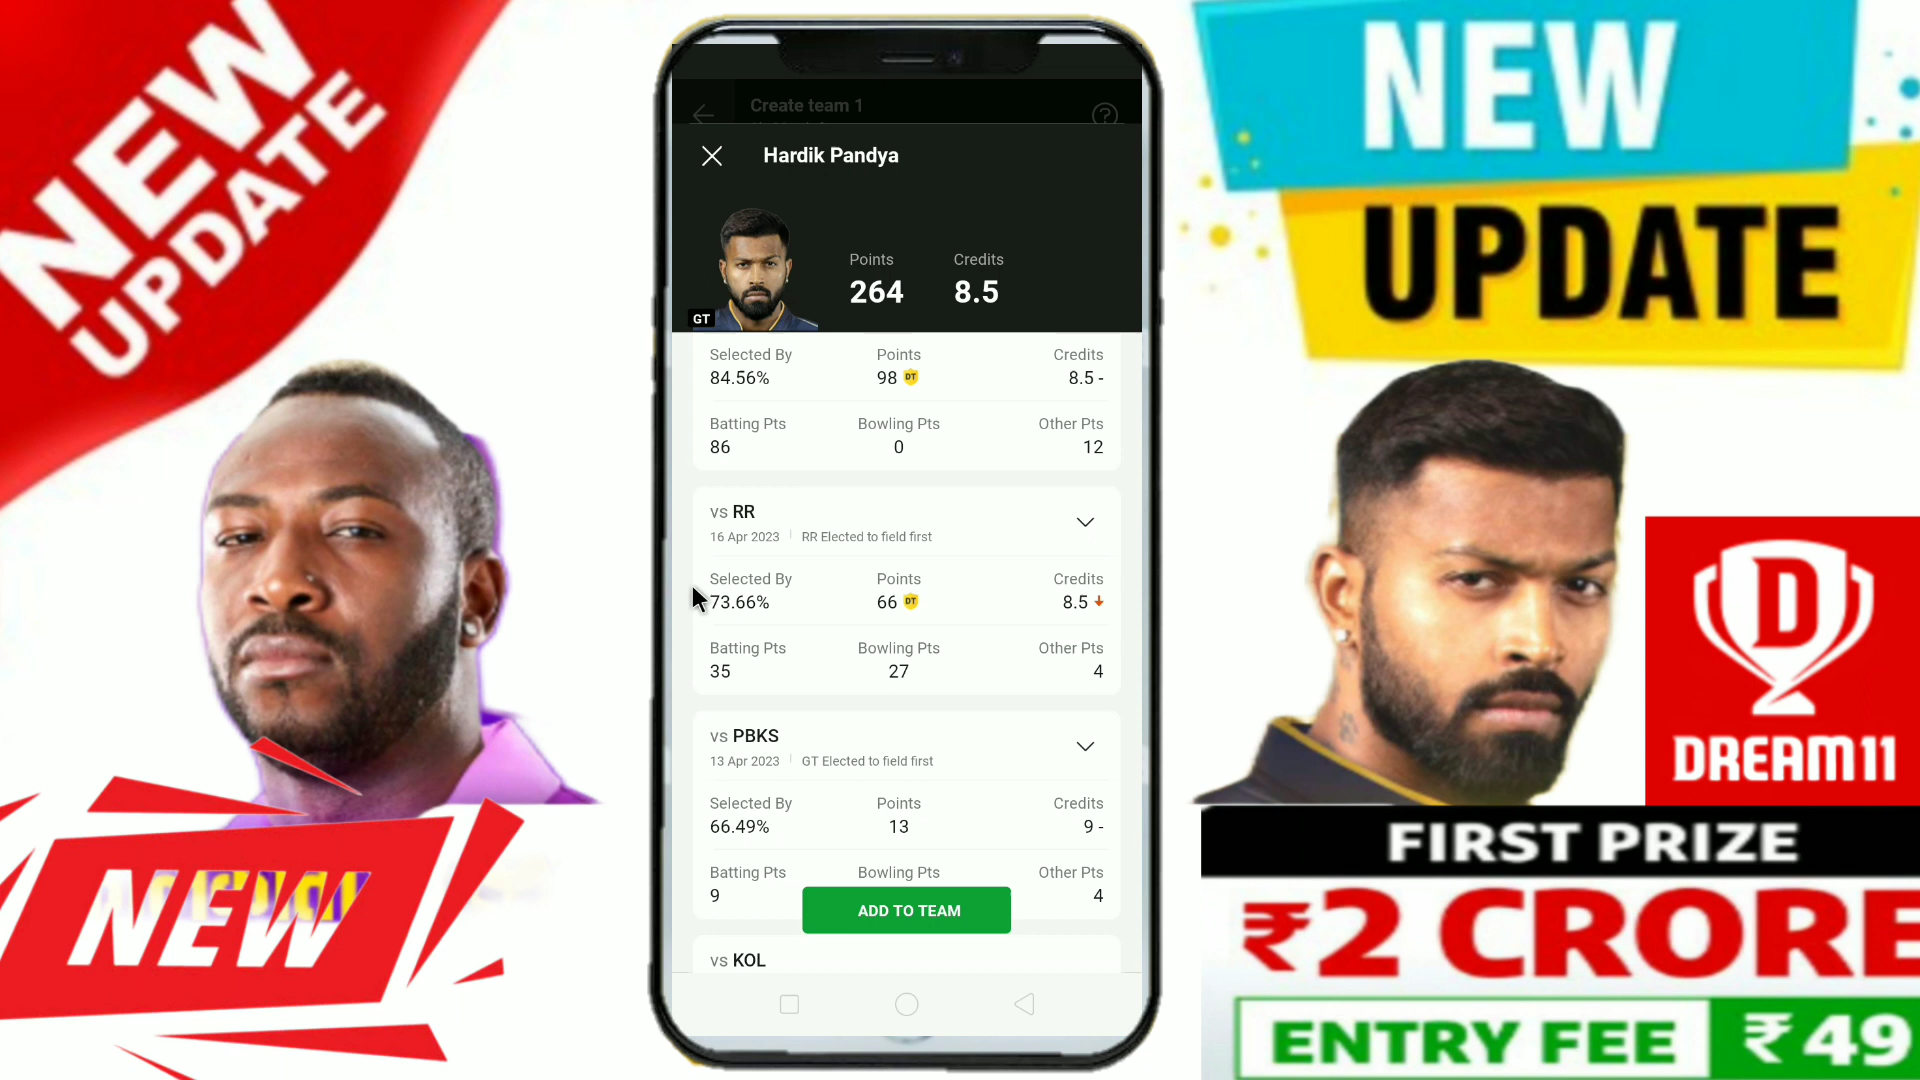 NEW
UPDATE
NEW
Create team 1
Hardik Pandya
GT
Points
Credits
264
8.5
Selected By
Points
Credits
84.56%
98 DT
8.5 -
Batting Pts
Bowling Pts
Other Pts
86
0
12
vs RR
16 Apr 2023
RR Elected to field first
Selected By
Points
Credits
73.66%
66 DT
8.5
Batting Pts
Bowling Pts
Other Pts
35
27
4
vs PBKS
13 Apr 2023
GT Elected to field first
Selected By
Points
Credits
66.49%
13
9 -
Batting Pts
Bowling Pts
Other Pts
9
4
ADD TO TEAM
vs KOL
NEW
UPDATE
D
DREAM11
FIRST PRIZE
₹2 CRORE
ENTRY FEE
₹49